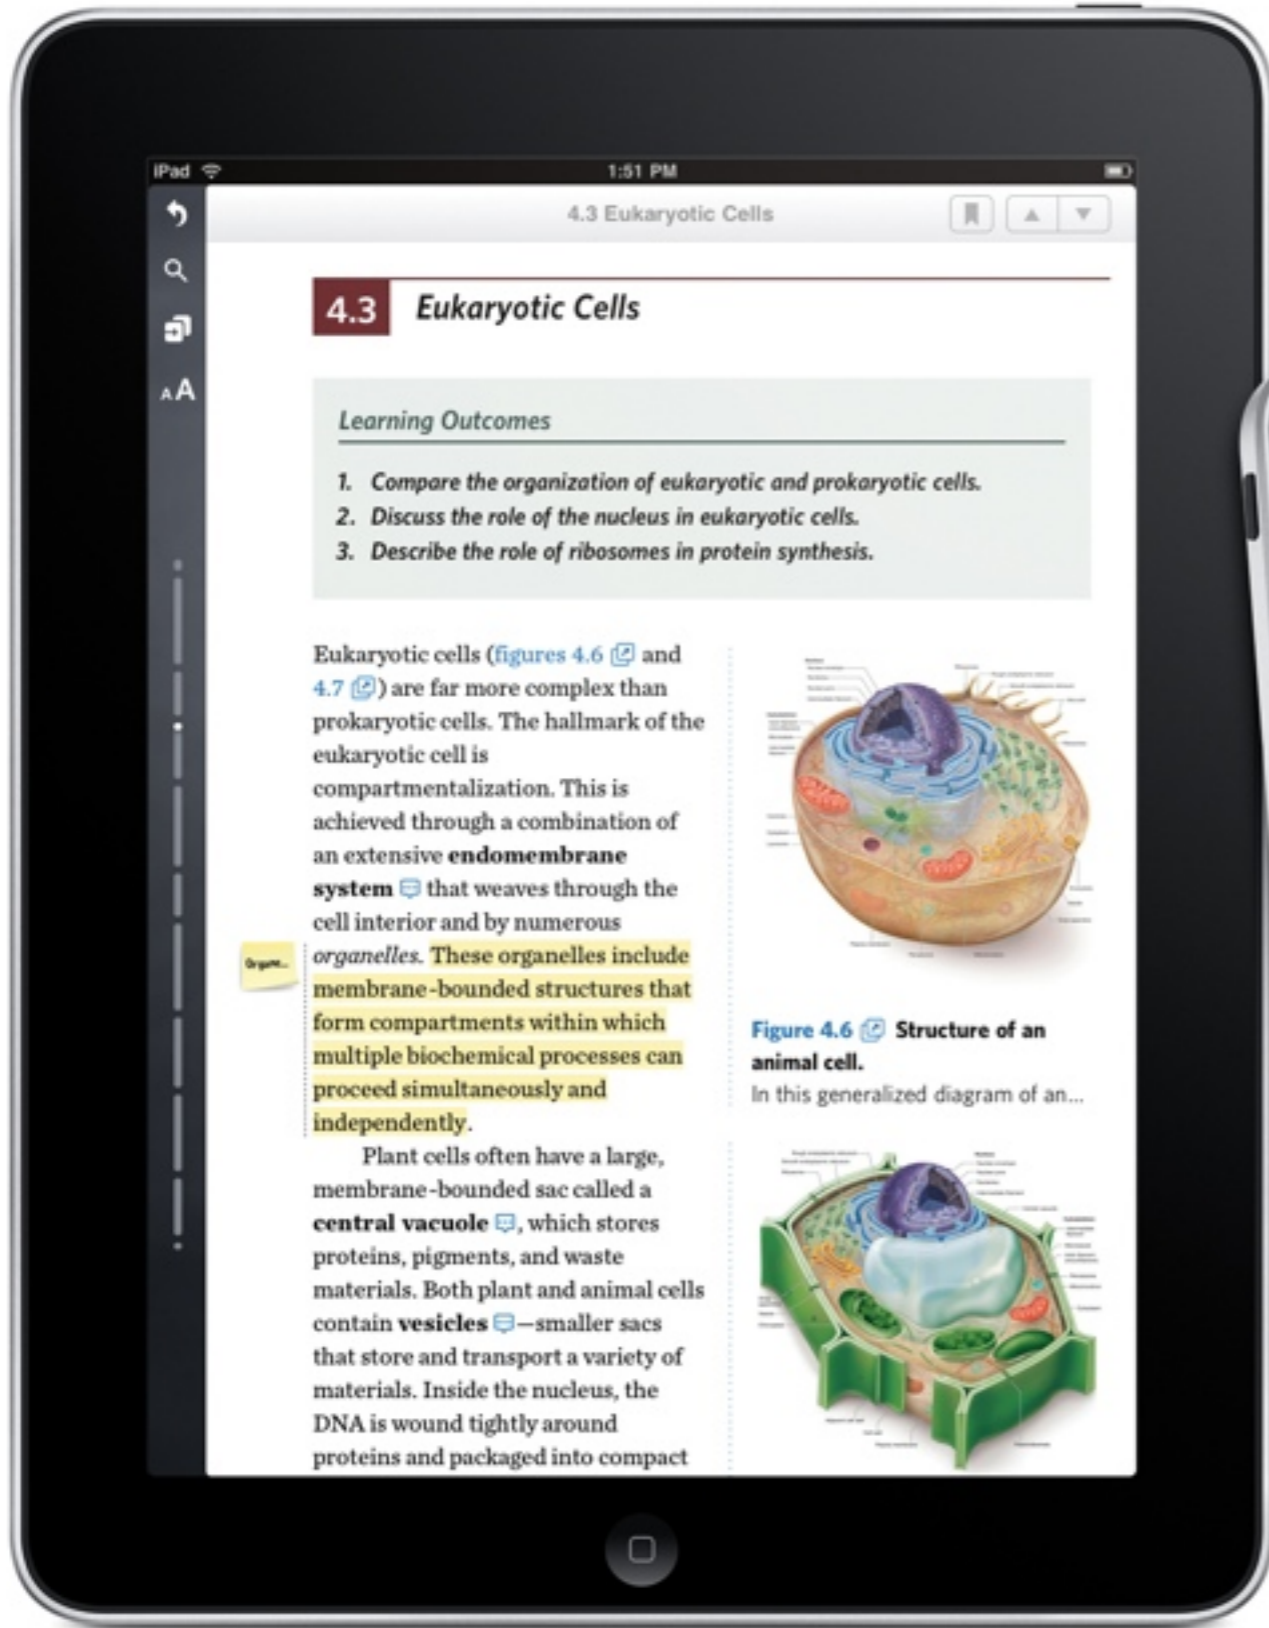 iPad
1:51 PM
4.3 Eukaryotic Cells
AA
4.3 Eukaryotic Cells
Learning Outcomes
1. Compare the organization of eukaryotic and prokaryotic cells.
2. Discuss the role of the nucleus in eukaryotic cells.
3. Describe the role of ribosomes in protein synthesis.
Eukaryotic cells (figures 4.6 and
4.7) are far more complex than
prokaryotic cells. The hallmark of the
eukaryotic cell is
compartmentalization. This is
achieved through a combination of
an extensive endomembrane
system that weaves through the
cell interior and by numerous
organelles. These organelles include
membrane-bounded structures that
form compartments within which
multiple biochemical processes can
proceed simultaneously and
independently.
Organe...
Plant cells often have a large,
membrane-bounded sac called a
central vacuole, which stores
proteins, pigments, and waste
materials. Both plant and animal cells
contain vesicles—smaller sacs
that store and transport a variety of
materials. Inside the nucleus, the
DNA is wound tightly around
proteins and packaged into compact
Figure 4.6 Structure of an
animal cell.
In this generalized diagram of an...